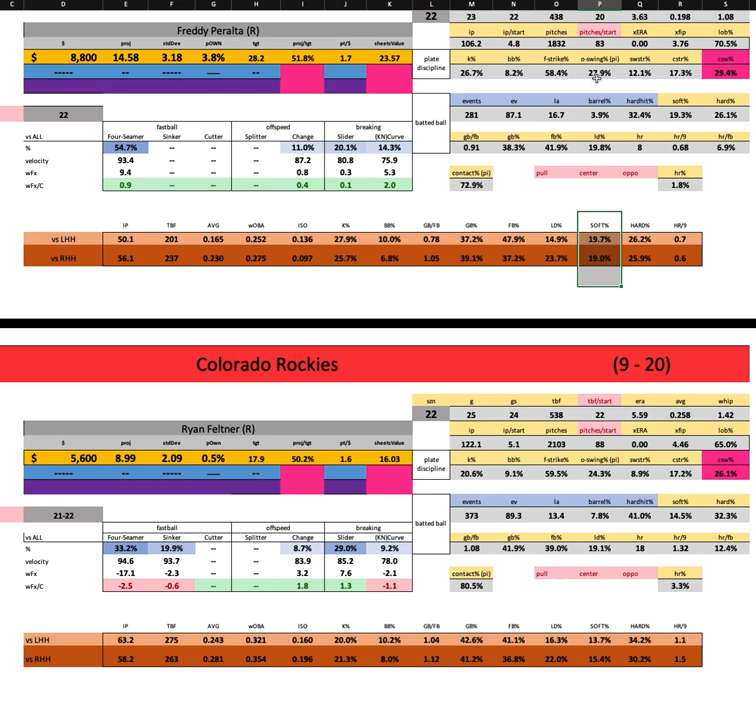 C D E F G H I J K L M N O P Q R S
22 23 22 438 20 3.63 0.198 1.08
Freddy Peralta (R) ip ip/start pitches pitches/start xERA xfip lob%
106.2 4.8 1832 83 0.00 3.76 70.5%
$ proj stdDev pOWN tgt proj/tgt pt/$ sheetsValue
$ 8,800 14.58 3.18 3.8% 28.2 51.8% 1.7 23.57
plate discipline k% bb% f-strike% o-swing% (pi) swstr% cstr% csw%
----- -- -- — -- 26.7% 8.2% 58.4% 27.9% 12.1% 17.3% 29.4%
events ev la barrel% hardhit% soft% hard%
22 281 87.1 16.7 3.9% 32.4% 19.3% 26.1%
fastball offspeed breaking batted ball
vs ALL Four-Seamer Sinker Cutter Splitter Change Slider (KN)Curve gb/fb gb% fb% ld% hr hr/9 hr/fb
% 54.7% -- -- -- 11.0% 20.1% 14.3% 0.91 38.3% 41.9% 19.8% 8 0.68 6.9%
velocity 93.4 -- -- -- 87.2 80.8 75.9
wFx 9.4 -- -- -- 0.8 0.3 5.3 contact% (pi) pull center oppo hr%
wFx/C 0.9 -- -- -- 0.4 0.1 2.0 72.9% 1.8%
IP TBF AVG wOBA ISO K% BB% GB/FB GB% FB% LD% SOFT% HARD% HR/9
vs LHH 50.1 201 0.165 0.252 0.136 27.9% 10.0% 0.78 37.2% 47.9% 14.9% 19.7% 26.2% 0.7
vs RHH 56.1 237 0.230 0.275 0.097 25.7% 6.8% 1.05 39.1% 37.2% 23.7% 19.0% 25.9% 0.6
Colorado Rockies (9 - 20)
szn g gs tbf tbf/start era avg whip
22 25 24 538 22 5.59 0.258 1.42
Ryan Feltner (R) ip ip/start pitches pitches/start xERA xfip lob%
122.1 5.1 2103 88 0.00 4.46 65.0%
$ proj stdDev pOwn tgt proj/tgt pt/$ sheetsValue
$ 5,600 8.99 2.09 0.5% 17.9 50.2% 1.6 16.03
plate discipline k% bb% f-strike% o-swing% (pi) swstr% cstr% csw%
----- -- -- — -- 20.6% 9.1% 59.5% 24.3% 8.9% 17.2% 26.1%
events ev la barrel% hardhit% soft% hard%
21-22 373 89.3 13.4 7.8% 41.0% 14.5% 32.3%
fastball offspeed breaking batted ball
vs ALL Four-Seamer Sinker Cutter Splitter Change Slider (KN)Curve gb/fb gb% fb% ld% hr hr/9 hr/fb
% 33.2% 19.9% -- -- 8.7% 29.0% 9.2% 1.08 41.9% 39.0% 19.1% 18 1.32 12.4%
velocity 94.6 93.7 -- -- 83.9 85.2 78.0
wFx -17.1 -2.3 -- -- 3.2 7.6 -2.1 contact% (pi) pull center oppo hr%
wFx/C -2.5 -0.6 -- -- 1.8 1.3 -1.1 80.5% 3.3%
IP TBF AVG wOBA ISO K% BB% GB/FB GB% FB% LD% SOFT% HARD% HR/9
vs LHH 63.2 275 0.243 0.321 0.160 20.0% 10.2% 1.04 42.6% 41.1% 16.3% 13.7% 34.2% 1.1
vs RHH 58.2 263 0.281 0.354 0.196 21.3% 8.0% 1.12 41.2% 36.8% 22.0% 15.4% 30.2% 1.5